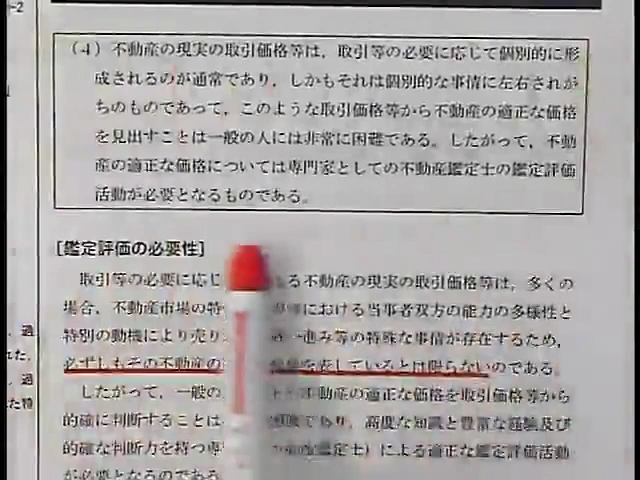 (4) 不動産の現実の取引価格等は，取引等の必要に応じて個別的に形
成されるのが通常であり，しかもそれは個別的な事情に左右されが
ちのものであって，このような取引価格等から不動産の適正な価格
を見出すことは一般の人には非常に困難である。したがって，不動
産の適正な価格については専門家としての不動産鑑定士の鑑定評価
活動が必要となるものである。
[鑑定評価の必要性]
取引等の必要に応じ る不動産の現実の取引価格等は，多くの
場合，不動産市場の特 における当事者双方の能力の多様性と
特別の動機により売り 進み等の特殊な事情が存在するため，
必ずしもその不動産の を表しているとは限らないのである。
したがって，一般の 不動産の適正な価格を取引価格等から
的確に判断することは であり，高度な知識と豊富な経験及び
的確な判断力を持つ専 鑑定士）による適正な鑑定評価活動
が必要となるのである